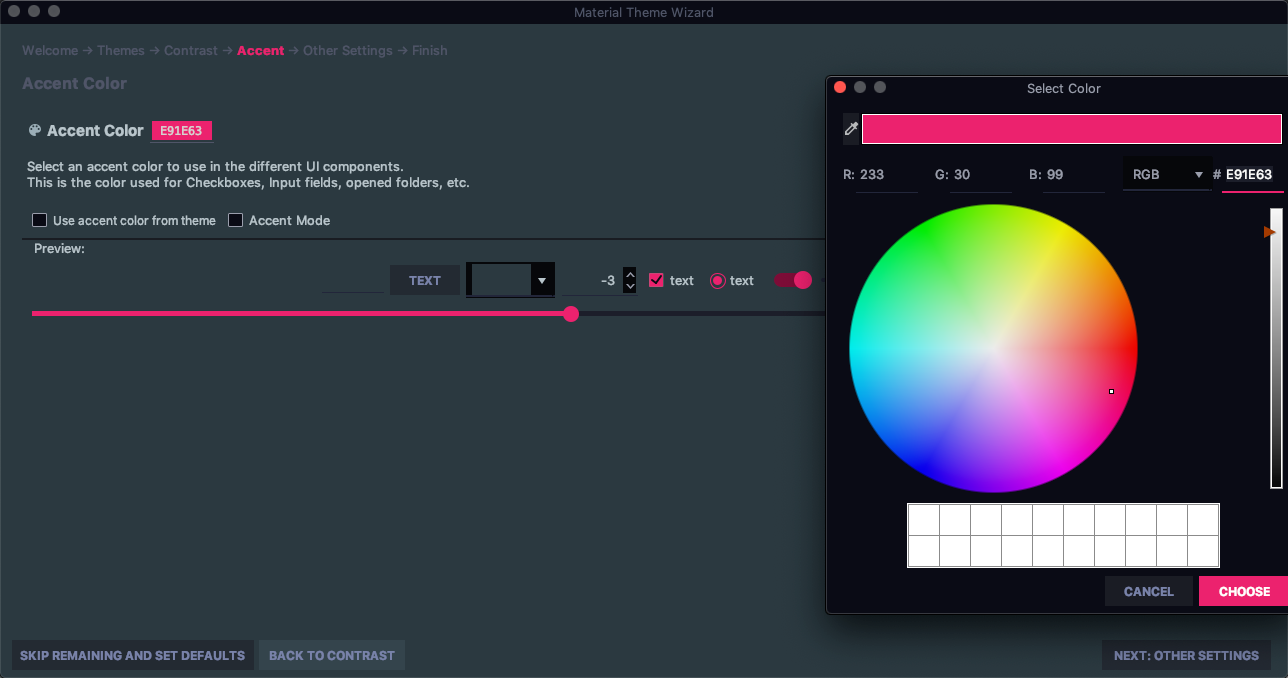 Material Theme Wizard
Welcome → Themes → Contrast → Accent → Other Settings → Finish
Accent Color
Accent Color E91E63
Select an accent color to use in the different UI components.
This is the color used for Checkboxes, Input fields, opened folders, etc.
Use accent color from theme Accent Mode
Preview:
TEXT -3 text text
Select Color
R: 233 G: 30 B: 99 RGB # E91E63
CANCEL CHOOSE
SKIP REMAINING AND SET DEFAULTS BACK TO CONTRAST NEXT: OTHER SETTINGS